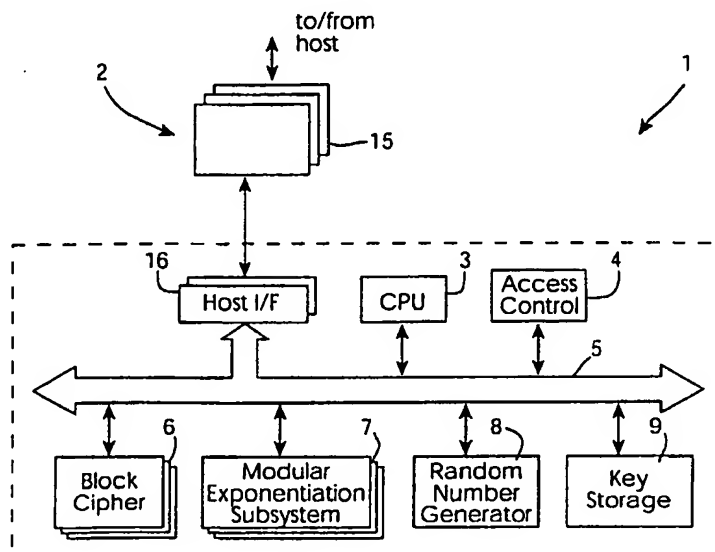 to/from
host
2
1
15
16
Host I/F
3
CPU
4
Access
Control
5
6
Block
Cipher
7
Modular
Exponentiation
Subsystem
8
Random
Number
Generator
9
Key
Storage